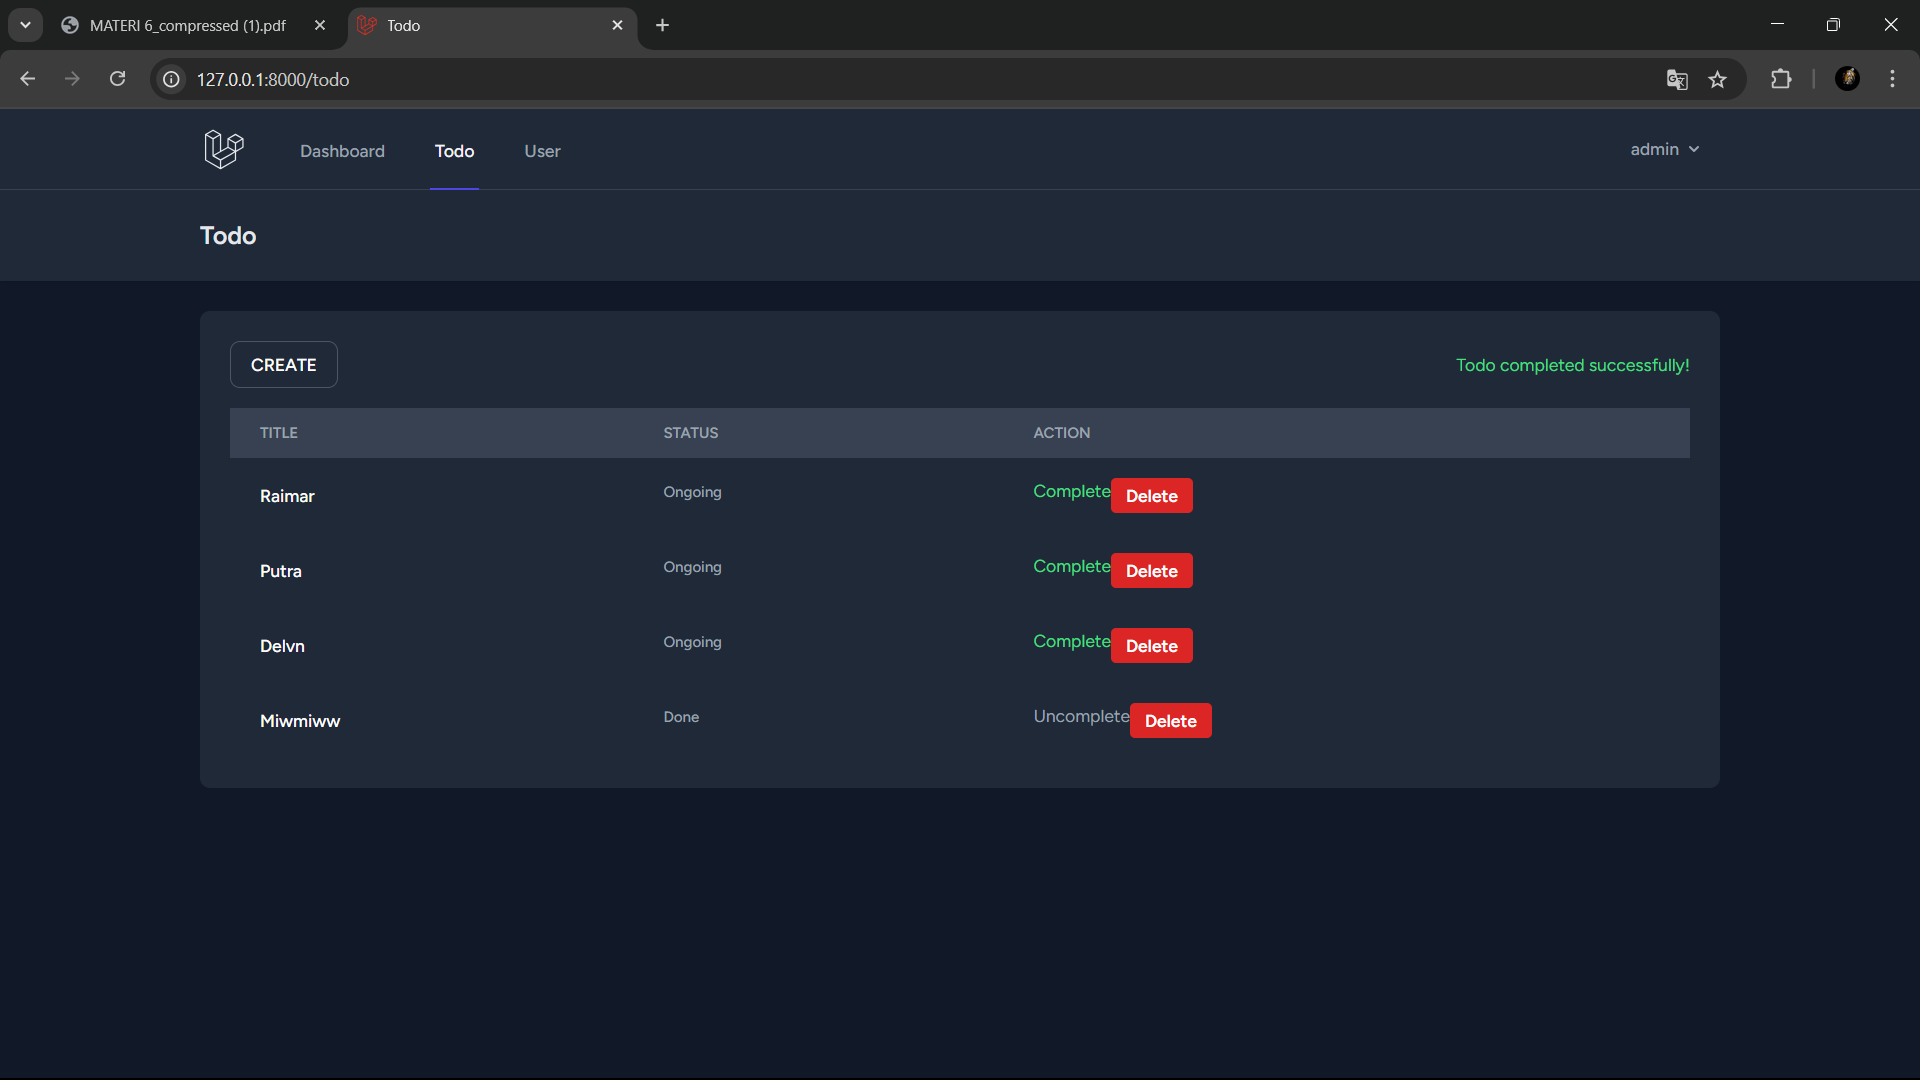 MATERI 6_compressed (1).pdf
Todo
127.0.0.1:8000/todo
Dashboard Todo User admin
Todo
CREATE Todo completed successfully!
TITLE STATUS ACTION
Raimar Ongoing Complete Delete
Putra Ongoing Complete Delete
Delvn Ongoing Complete Delete
Miwmiww Done Uncomplete Delete